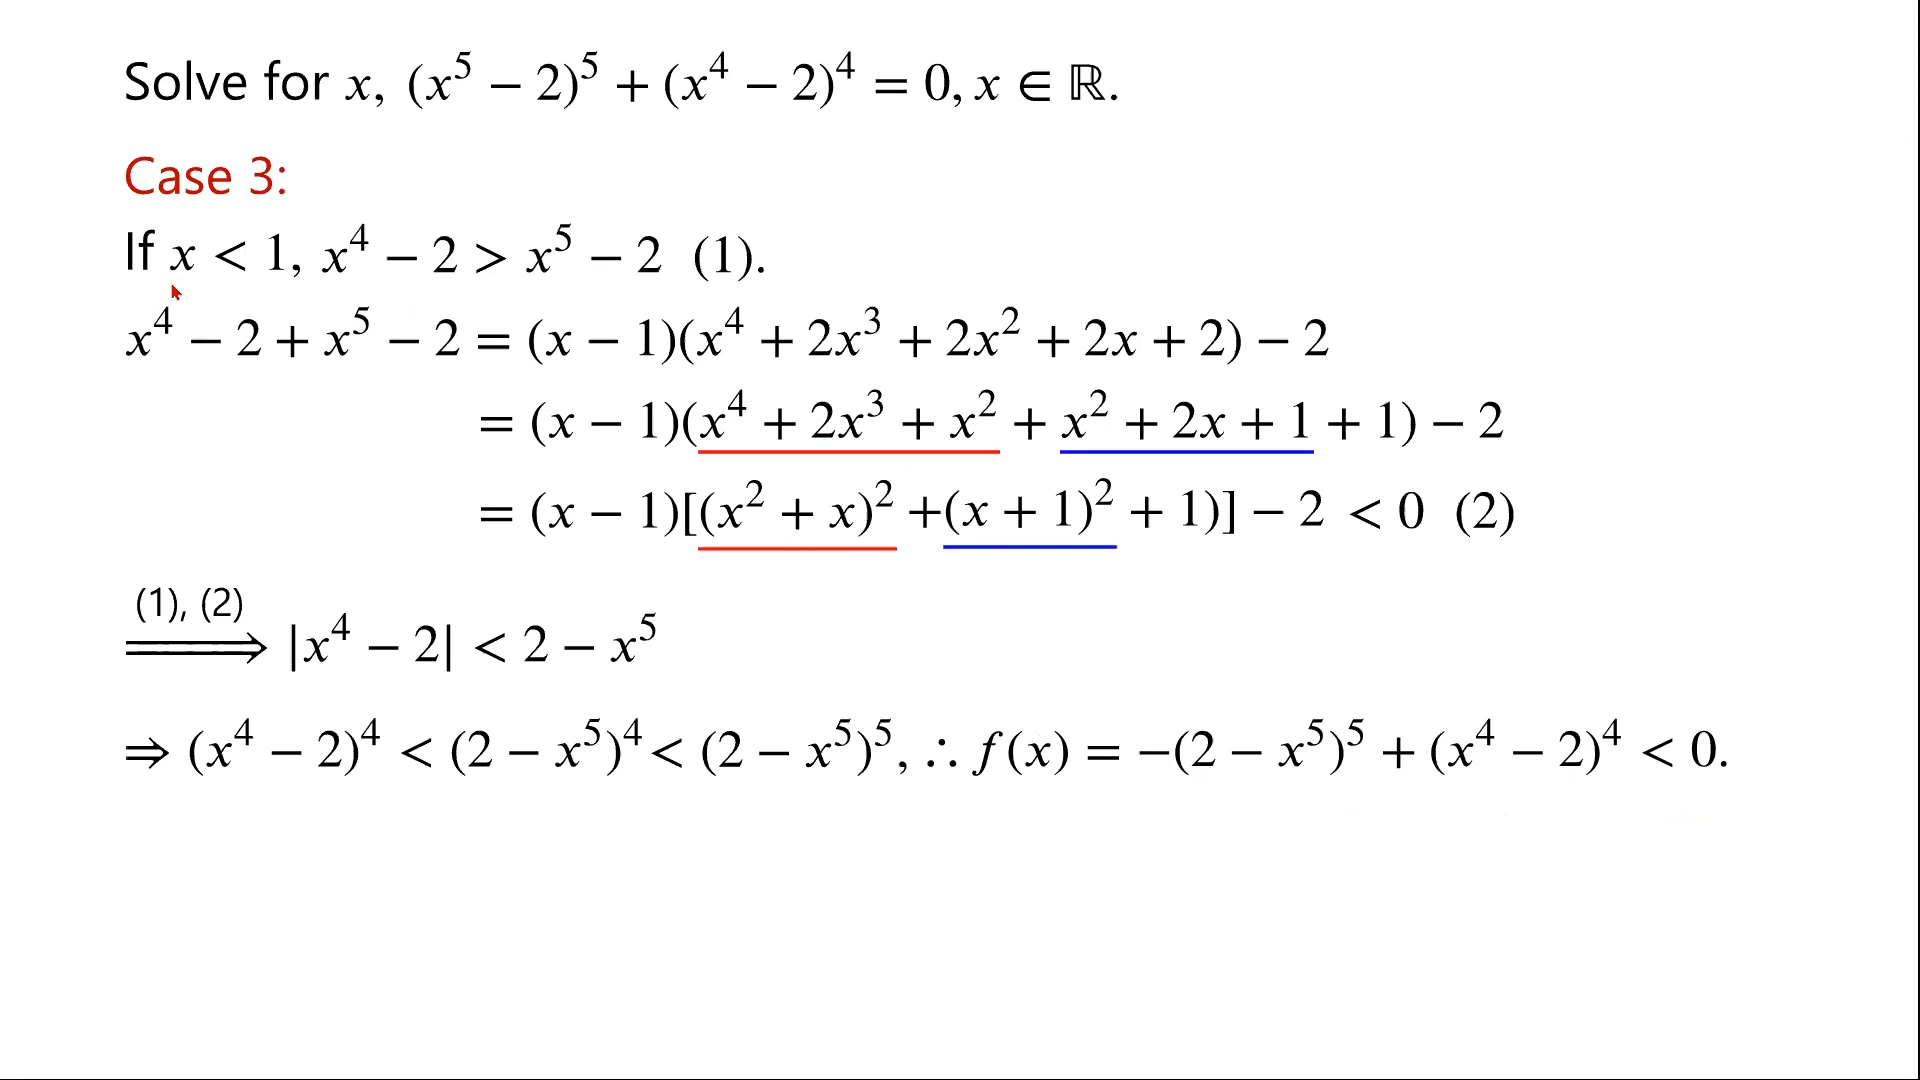 Solve for x, (x⁵ − 2)⁵ + (x⁴ − 2)⁴ = 0, x ∈ ℝ.
Case 3:
If x < 1, x⁴ − 2 > x⁵ − 2 (1).
x⁴ − 2 + x⁵ − 2 = (x − 1)(x⁴ + 2x³ + 2x² + 2x + 2) − 2
= (x − 1)(x⁴ + 2x³ + x² + x² + 2x + 1 + 1) − 2
= (x − 1)[(x² + x)² +(x + 1)² + 1)] − 2 < 0 (2)
(1), (2)
⟹ |x⁴ − 2| < 2 − x⁵
⇒ (x⁴ − 2)⁴ < (2 − x⁵)⁴ < (2 − x⁵)⁵, ∴ f(x) = −(2 − x⁵)⁵ + (x⁴ − 2)⁴ < 0.